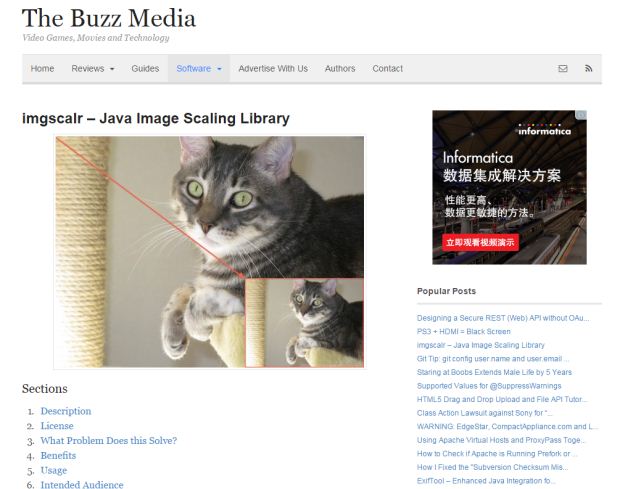 The Buzz Media
Video Games, Movies and Technology
Home Reviews Guides Software Advertise With Us Authors Contact
imgscalr – Java Image Scaling Library
Sections
1. Description
2. License
3. What Problem Does this Solve?
4. Benefits
5. Usage
6. Intended Audience
informatica
Informatica
数据集成解决方案
性能更高、
数据更敏捷的方法。
立即观看视频演示
Popular Posts
Designing a Secure REST (Web) API without OAu...
PS3 + HDMI = Black Screen
imgscalr – Java Image Scaling Library
Git Tip: git config user name and user.email ...
Staring at Boobs Extends Male Life by 5 Years
Supported Values for @SuppressWarnings
HTML5 Drag and Drop Upload and File API Tutor...
Class Action Lawsuit against Sony for "...
WARNING: EdgeStar, CompactAppliance.com and L...
Using Apache Virtual Hosts and ProxyPass Toge...
How to Check if Apache is Running Prefork or ...
How I Fixed the "Subversion Checksum Mis...
ExifTool – Enhanced Java Integration fo...